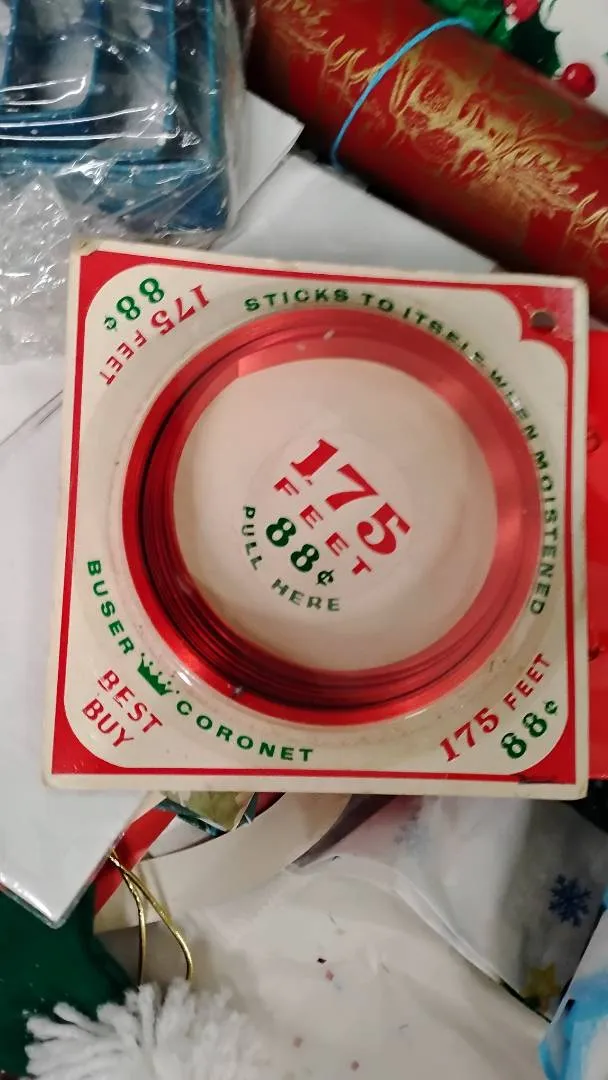 88¢
175 FEET
STICKS TO ITSELF WHEN MOISTENED
175
FEET
88¢
PULL HERE
BUSER CORONET
BEST
BUY
175 FEET
88¢